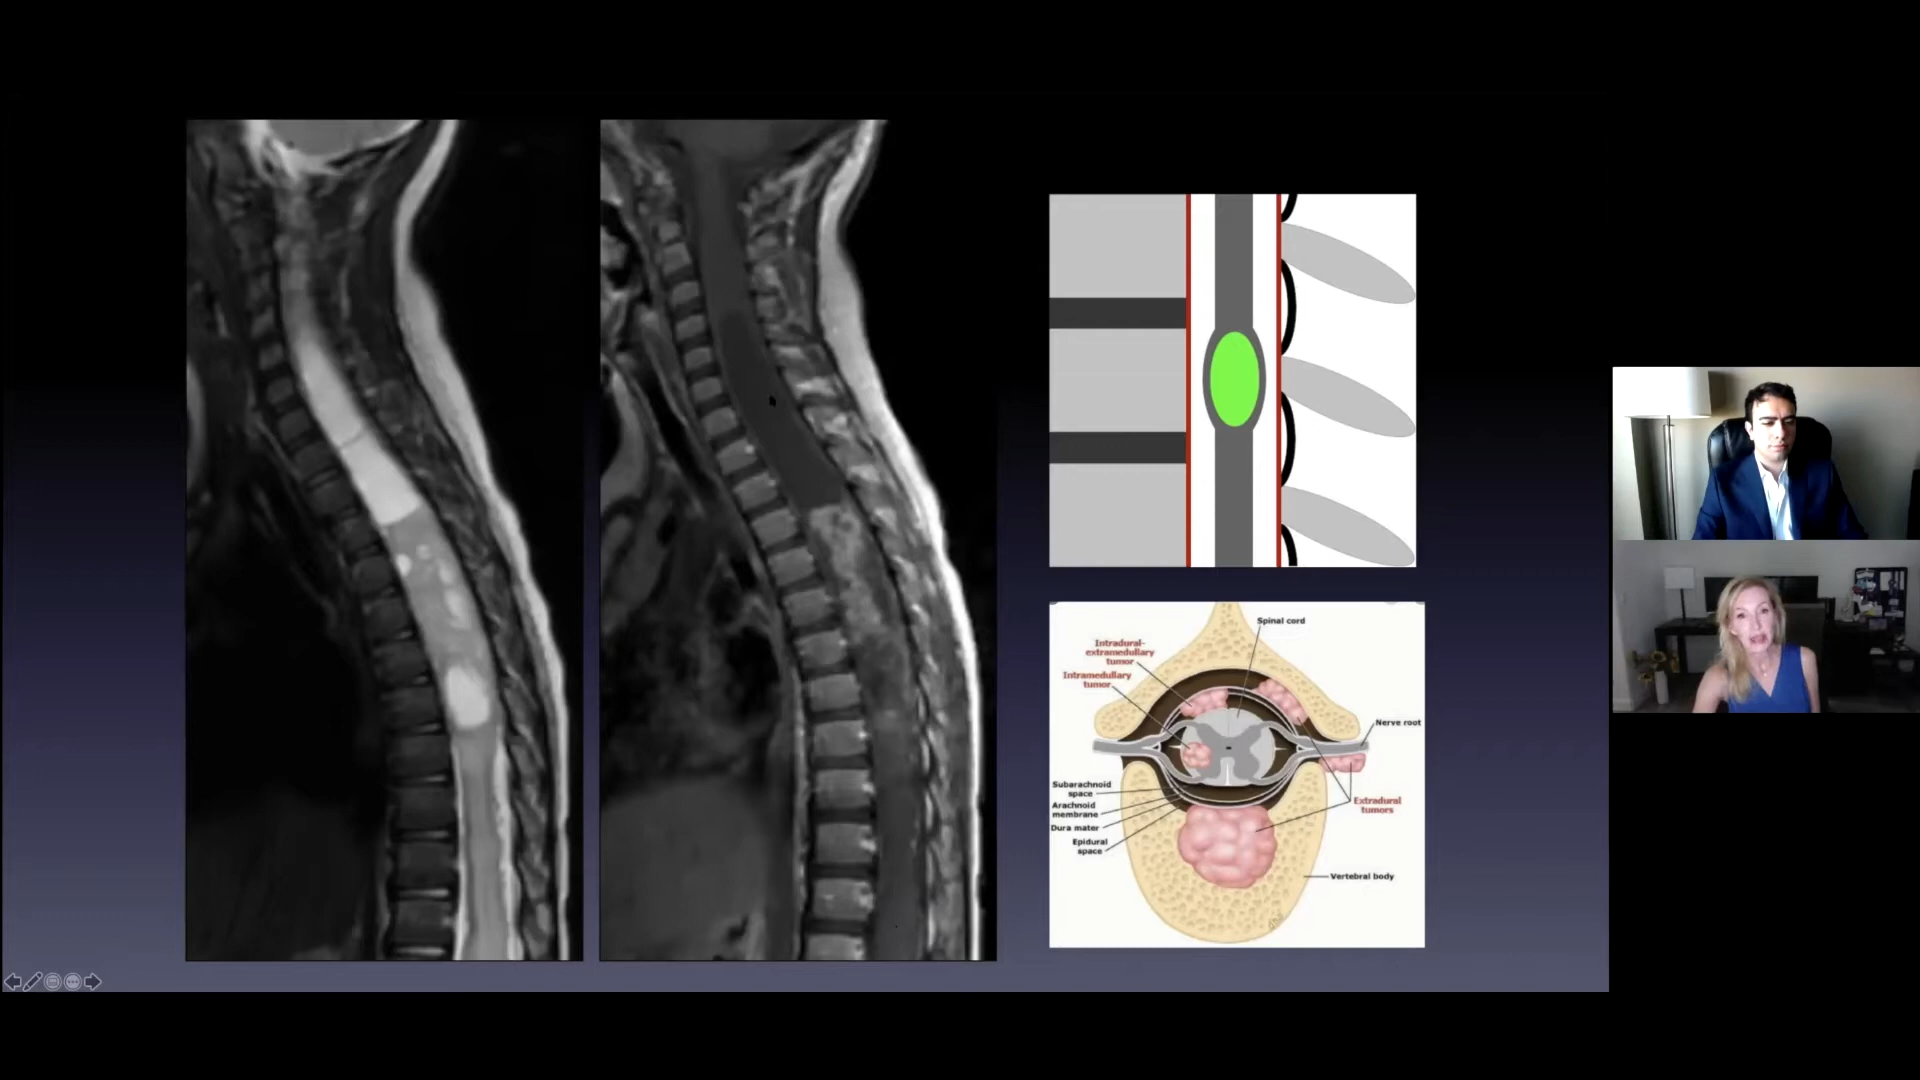 Spinal cord
Intradural-
extramedullary
tumor
Intramedullary
tumor
Nerve root
Subarachnoid
space
Arachnoid
membrane
Dura mater
Epidural
space
Extradural
tumors
Vertebral body